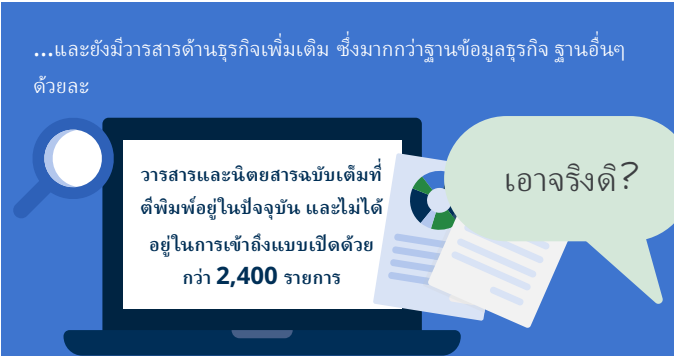 ...และยังมีวารสารด้านธุรกิจเพิ่มเติม ซึ่งมากกว่าฐานข้อมูลธุรกิจ ฐานอื่นๆ
ด้วยละ
วารสารและนิตยสารฉบับเต็มที่
ตีพิมพ์อยู่ในปัจจุบัน และไม่ได้
อยู่ในการเข้าถึงแบบเปิดด้วย
กว่า 2,400 รายการ
เอาจริงดิ?